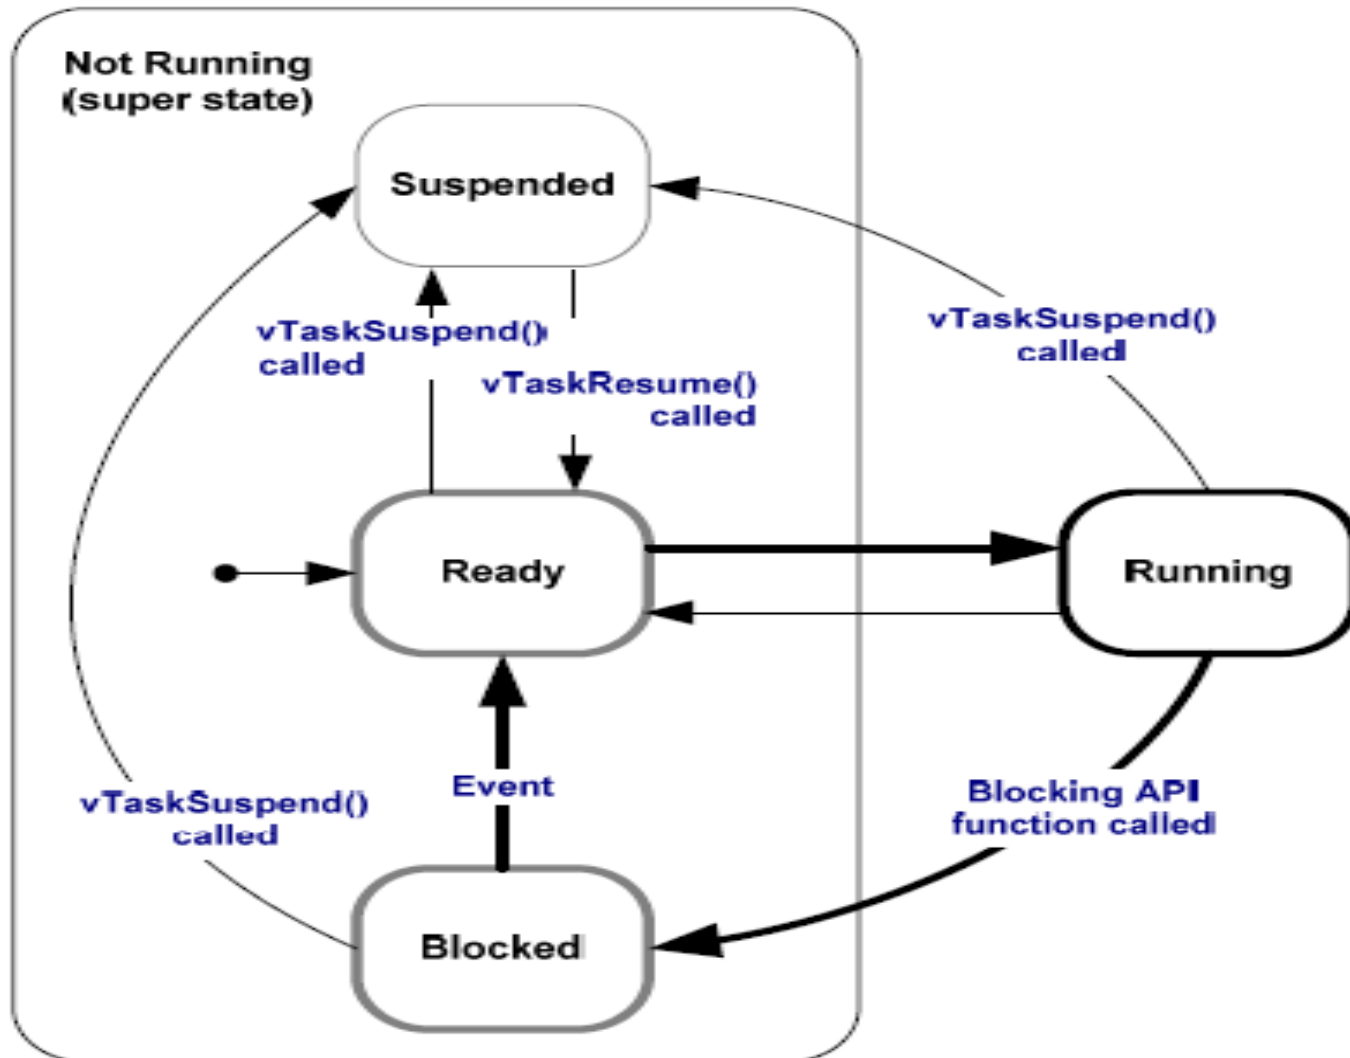 Not Running
(super state)
Suspended
vTaskSuspend()
called
vTaskResume()
called
vTaskSuspend()
called
Ready
Running
Event
vTaskSuspend()
called
Blocking API
function called
Blocked